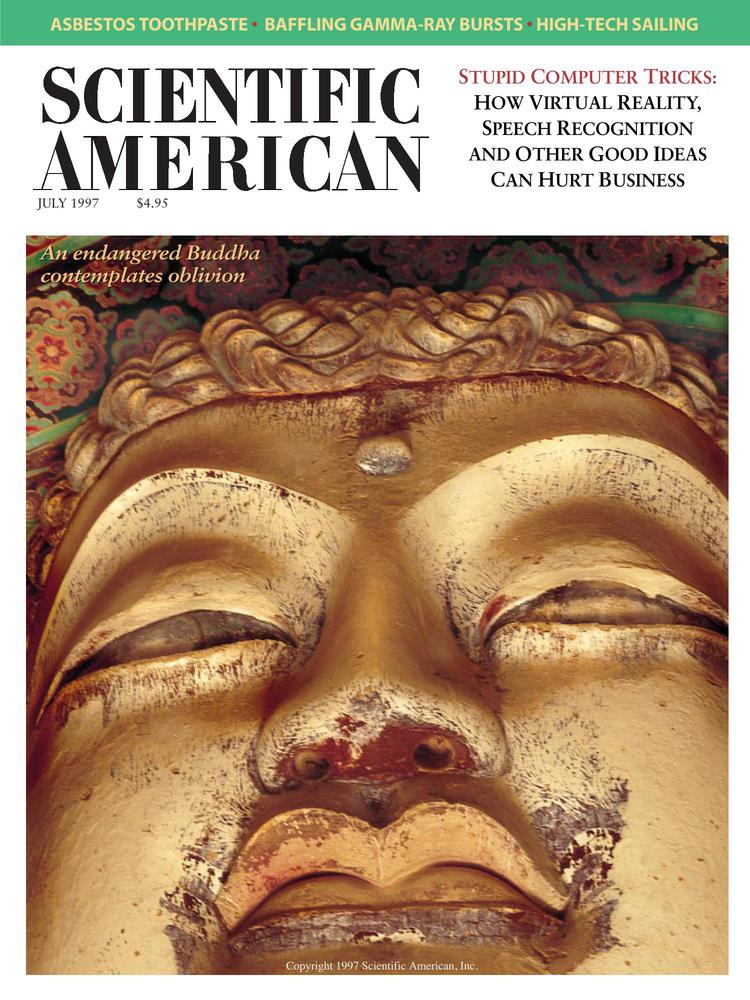 ASBESTOS TOOTHPASTE • BAFFLING GAMMA-RAY BURSTS • HIGH-TECH SAILING
SCIENTIFIC
AMERICAN
JULY 1997 $4.95
STUPID COMPUTER TRICKS:
HOW VIRTUAL REALITY,
SPEECH RECOGNITION
AND OTHER GOOD IDEAS
CAN HURT BUSINESS
An endangered Buddha
contemplates oblivion
Copyright 1997 Scientific American, Inc.